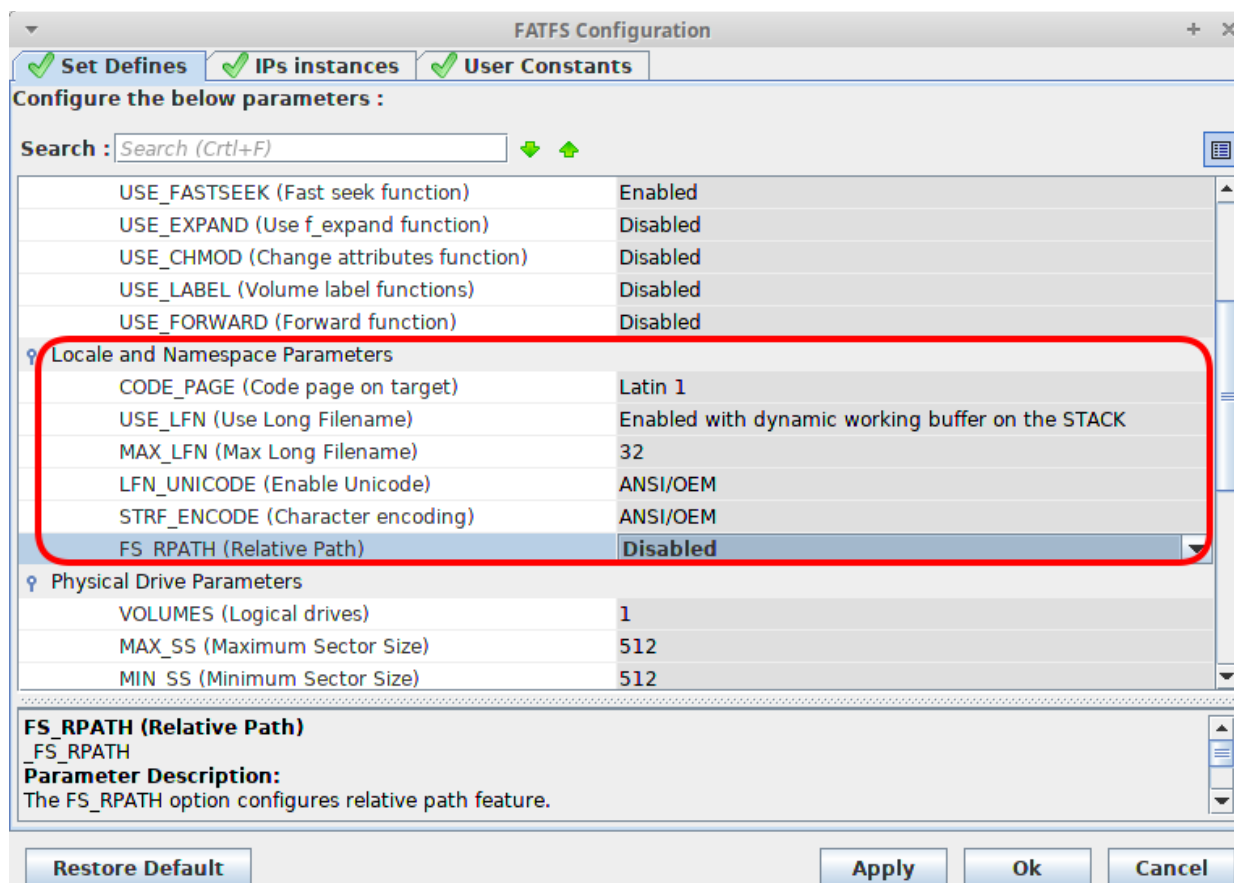 FATFS Configuration
Set Defines IPs instances User Constants
Configure the below parameters :
Search : Search (Crtl+F)
USE_FASTSEEK (Fast seek function) Enabled
USE_EXPAND (Use f_expand function) Disabled
USE_CHMOD (Change attributes function) Disabled
USE_LABEL (Volume label functions) Disabled
USE_FORWARD (Forward function) Disabled
Locale and Namespace Parameters
CODE_PAGE (Code page on target) Latin 1
USE_LFN (Use Long Filename) Enabled with dynamic working buffer on the STACK
MAX_LFN (Max Long Filename) 32
LFN_UNICODE (Enable Unicode) ANSI/OEM
STRF_ENCODE (Character encoding) ANSI/OEM
FS_RPATH (Relative Path) Disabled
Physical Drive Parameters
VOLUMES (Logical drives) 1
MAX_SS (Maximum Sector Size) 512
MIN_SS (Minimum Sector Size) 512
FS_RPATH (Relative Path)
_FS_RPATH
Parameter Description:
The FS_RPATH option configures relative path feature.
Restore Default Apply Ok Cancel